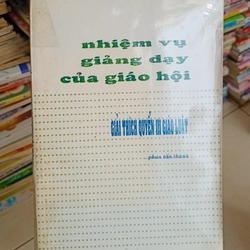 nhiệm vụ
giảng dạy
của giáo hội
GIẢI THÍCH QUYỂN III GIÁO LUẬT
phan tấn thành